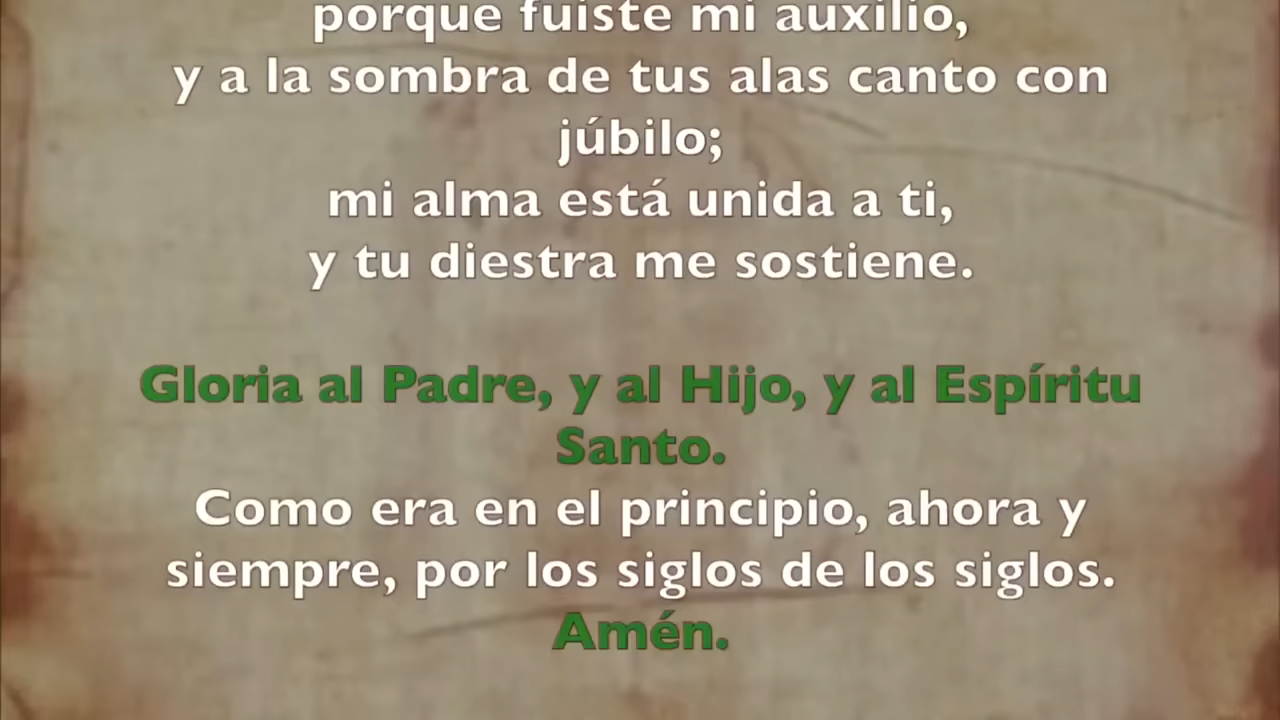 porque fuiste mi auxilio,
y a la sombra de tus alas canto con
júbilo;
mi alma está unida a ti,
y tu diestra me sostiene.
Gloria al Padre, y al Hijo, y al Espíritu
Santo.
Como era en el principio, ahora y
siempre, por los siglos de los siglos.
Amén.